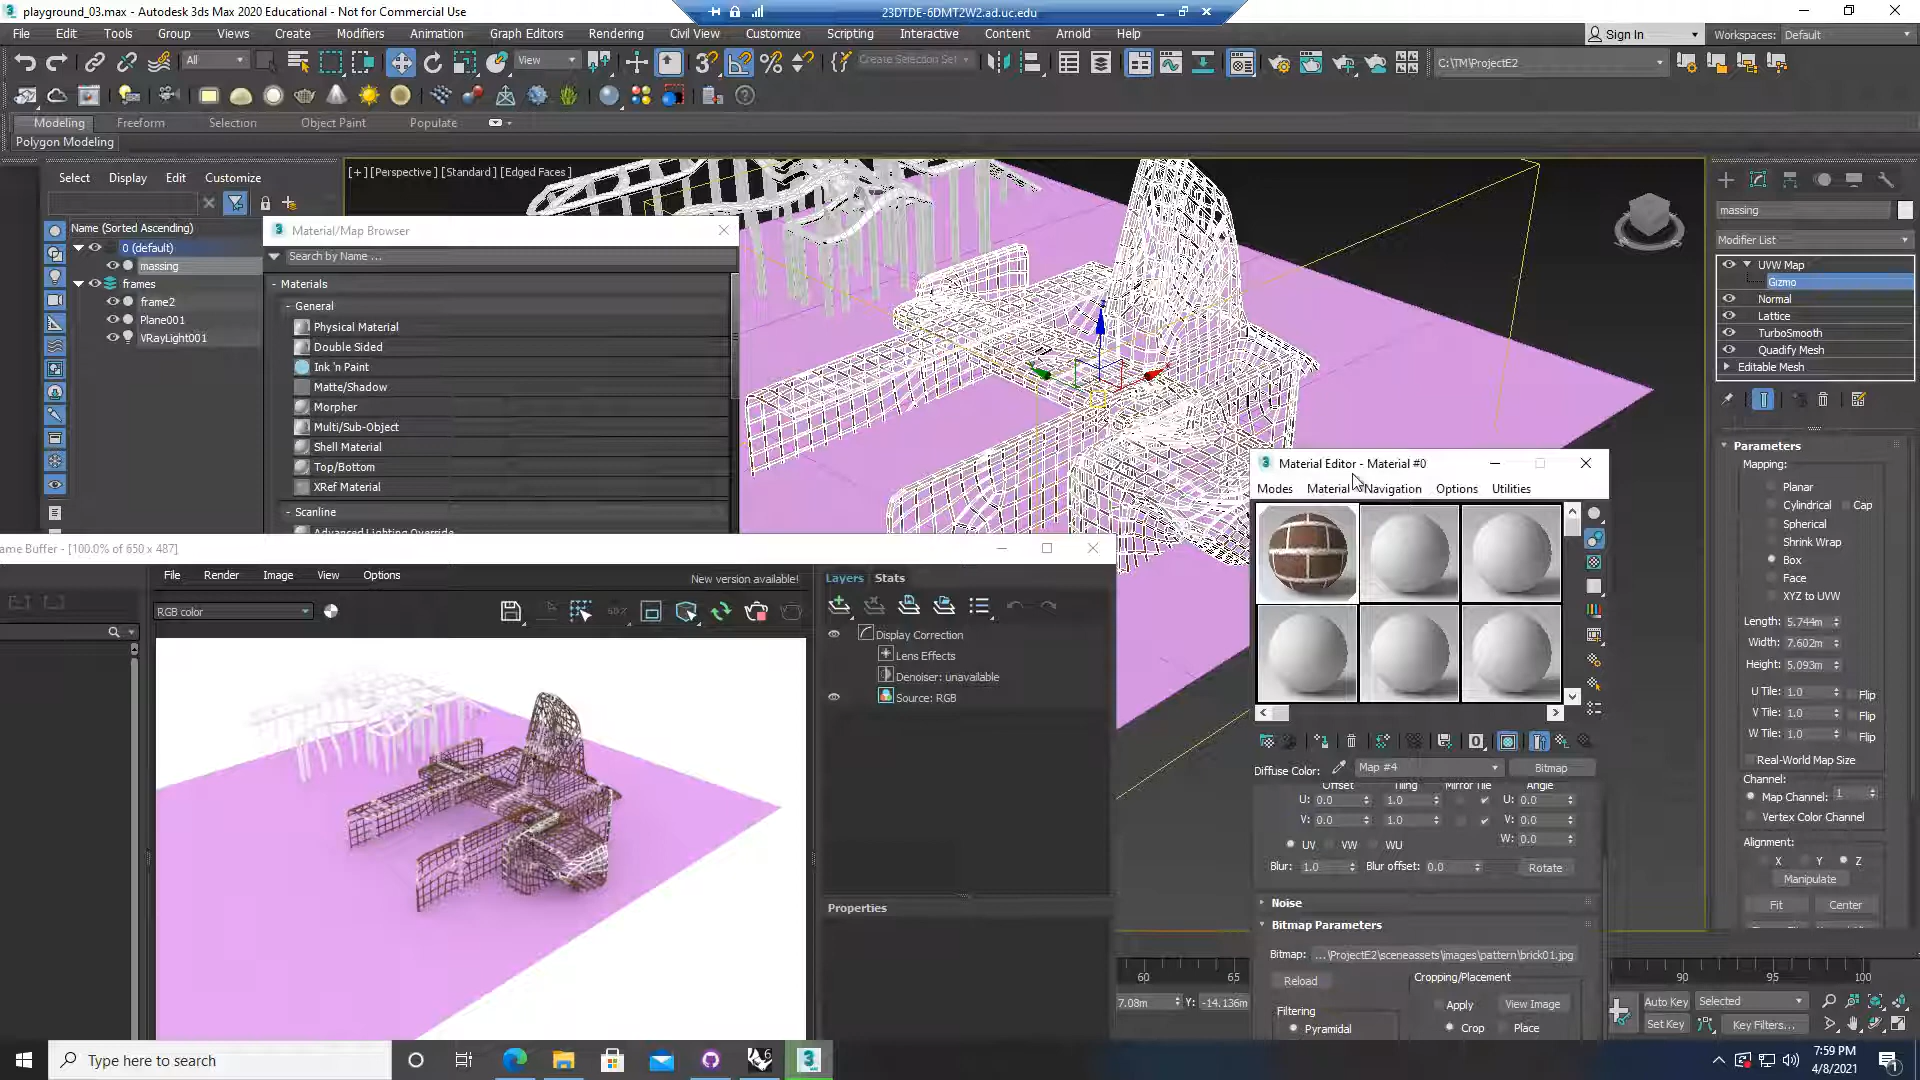 playground_03.max - Autodesk 3ds Max 2020 Educational - Not for Commercial Use
23DTDE-6DMT2W2.ad.uc.edu
File Edit Tools Group Views Create Modifiers Animation Graph Editors Rendering Civil View Customize Scripting Interactive Content Arnold Help
Sign In Workspaces: Default
All View Create Selection Set C:\TM\ProjectE2
Modeling Freeform Selection Object Paint Populate
Polygon Modeling
Select Display Edit Customize
[+] [Perspective ] [Standard ] [Edged Faces ]
Name (Sorted Ascending)
0 (default)
massing
frames
frame2
Plane001
VRayLight001
Material/Map Browser
Search by Name ...
- Materials
- General
Physical Material
Double Sided
Ink 'n Paint
Matte/Shadow
Morpher
Multi/Sub-Object
Shell Material
Top/Bottom
XRef Material
- Scanline
Advanced Lighting Override
massing
Modifier List
UVW Map
Gizmo
Normal
Lattice
TurboSmooth
Quadify Mesh
Editable Mesh
Parameters
Mapping:
Planar
Cylindrical Cap
Spherical
Shrink Wrap
Box
Face
XYZ to UVW
Length: 5.744m
Width: 7.602m
Height: 5.093m
U Tile: 1.0 Flip
V Tile: 1.0 Flip
W Tile: 1.0 Flip
Real-World Map Size
Channel:
Map Channel: 1
Vertex Color Channel
Alignment:
X Y Z
Manipulate
Fit Center
Material Editor - Material #0
Modes Material Navigation Options Utilities
Diffuse Color: Map #4 Bitmap
Offset Tiling Mirror Tile Angle
U: 0.0 1.0 U: 0.0
V: 0.0 1.0 V: 0.0
W: 0.0
UV VW WU
Blur: 1.0 Blur offset: 0.0 Rotate
Noise
Bitmap Parameters
Bitmap: ...\ProjectE2\sceneassets\images\pattern\brick01.jpg
Reload Cropping/Placement
Apply View Image
Filtering
Pyramidal Crop Place
ame Buffer - [100.0% of 650 x 487]
File Render Image View Options New version available!
RGB color
Layers Stats
Display Correction
Lens Effects
Denoiser: unavailable
Source: RGB
Properties
60 65 90 95 100
7.08m Y: -14.136m
Auto Key Selected
Set Key Key Filters...
Type here to search
7:59 PM
4/8/2021